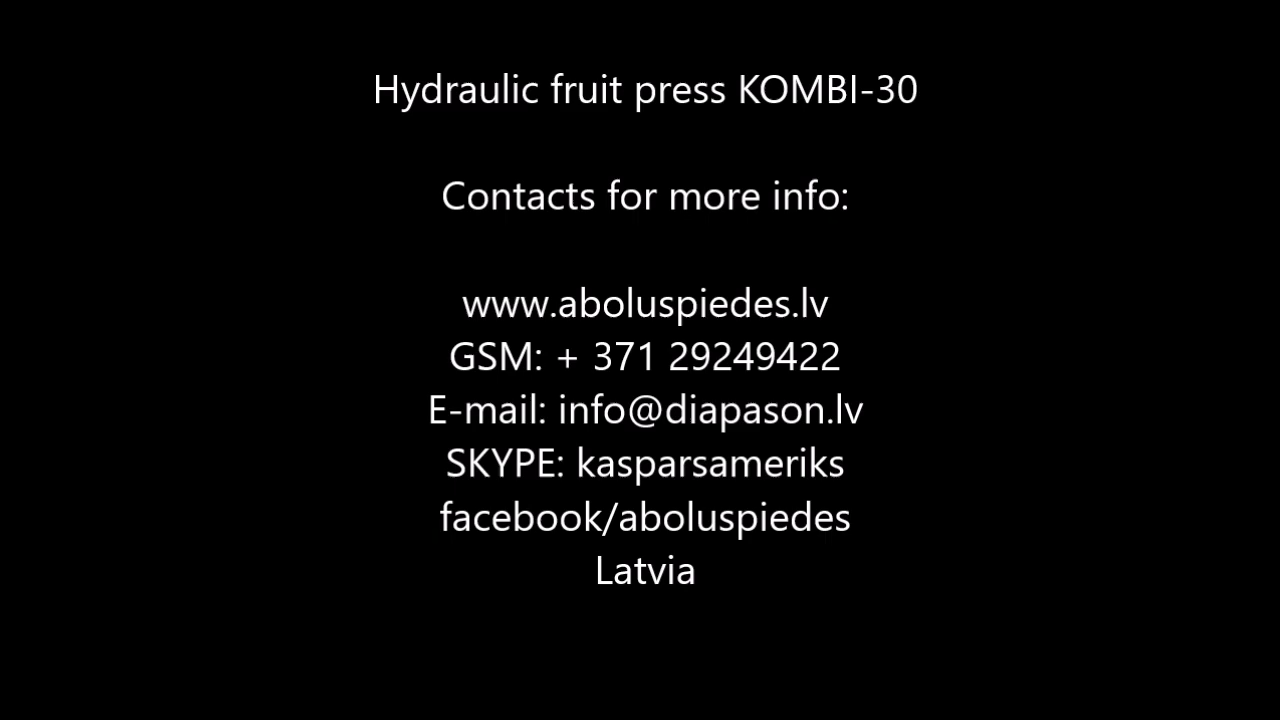 Hydraulic fruit press KOMBI-30
Contacts for more info:
www.aboluspiedes.lv
GSM: + 371 29249422
E-mail: info@diapason.lv
SKYPE: kasparsameriks
facebook/aboluspiedes
Latvia